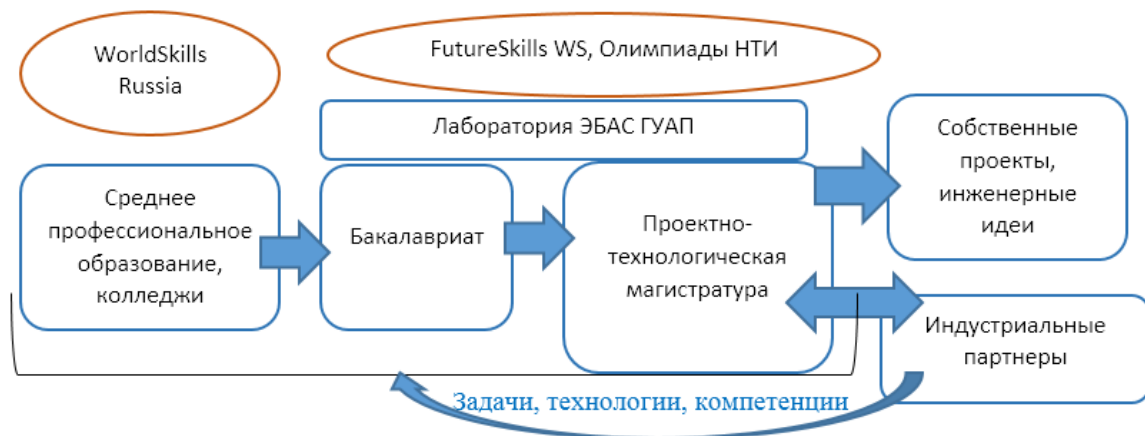 WorldSkills
Russia
FutureSkills WS, Олимпиады НТИ
Лаборатория ЭБАС ГУАП
Среднее
профессиональное
образование,
колледжи
Бакалавриат
Проектно-
технологическая
магистратура
Собственные
проекты,
инженерные
идеи
Индустриальные
партнеры
Задачи, технологии, компетенции